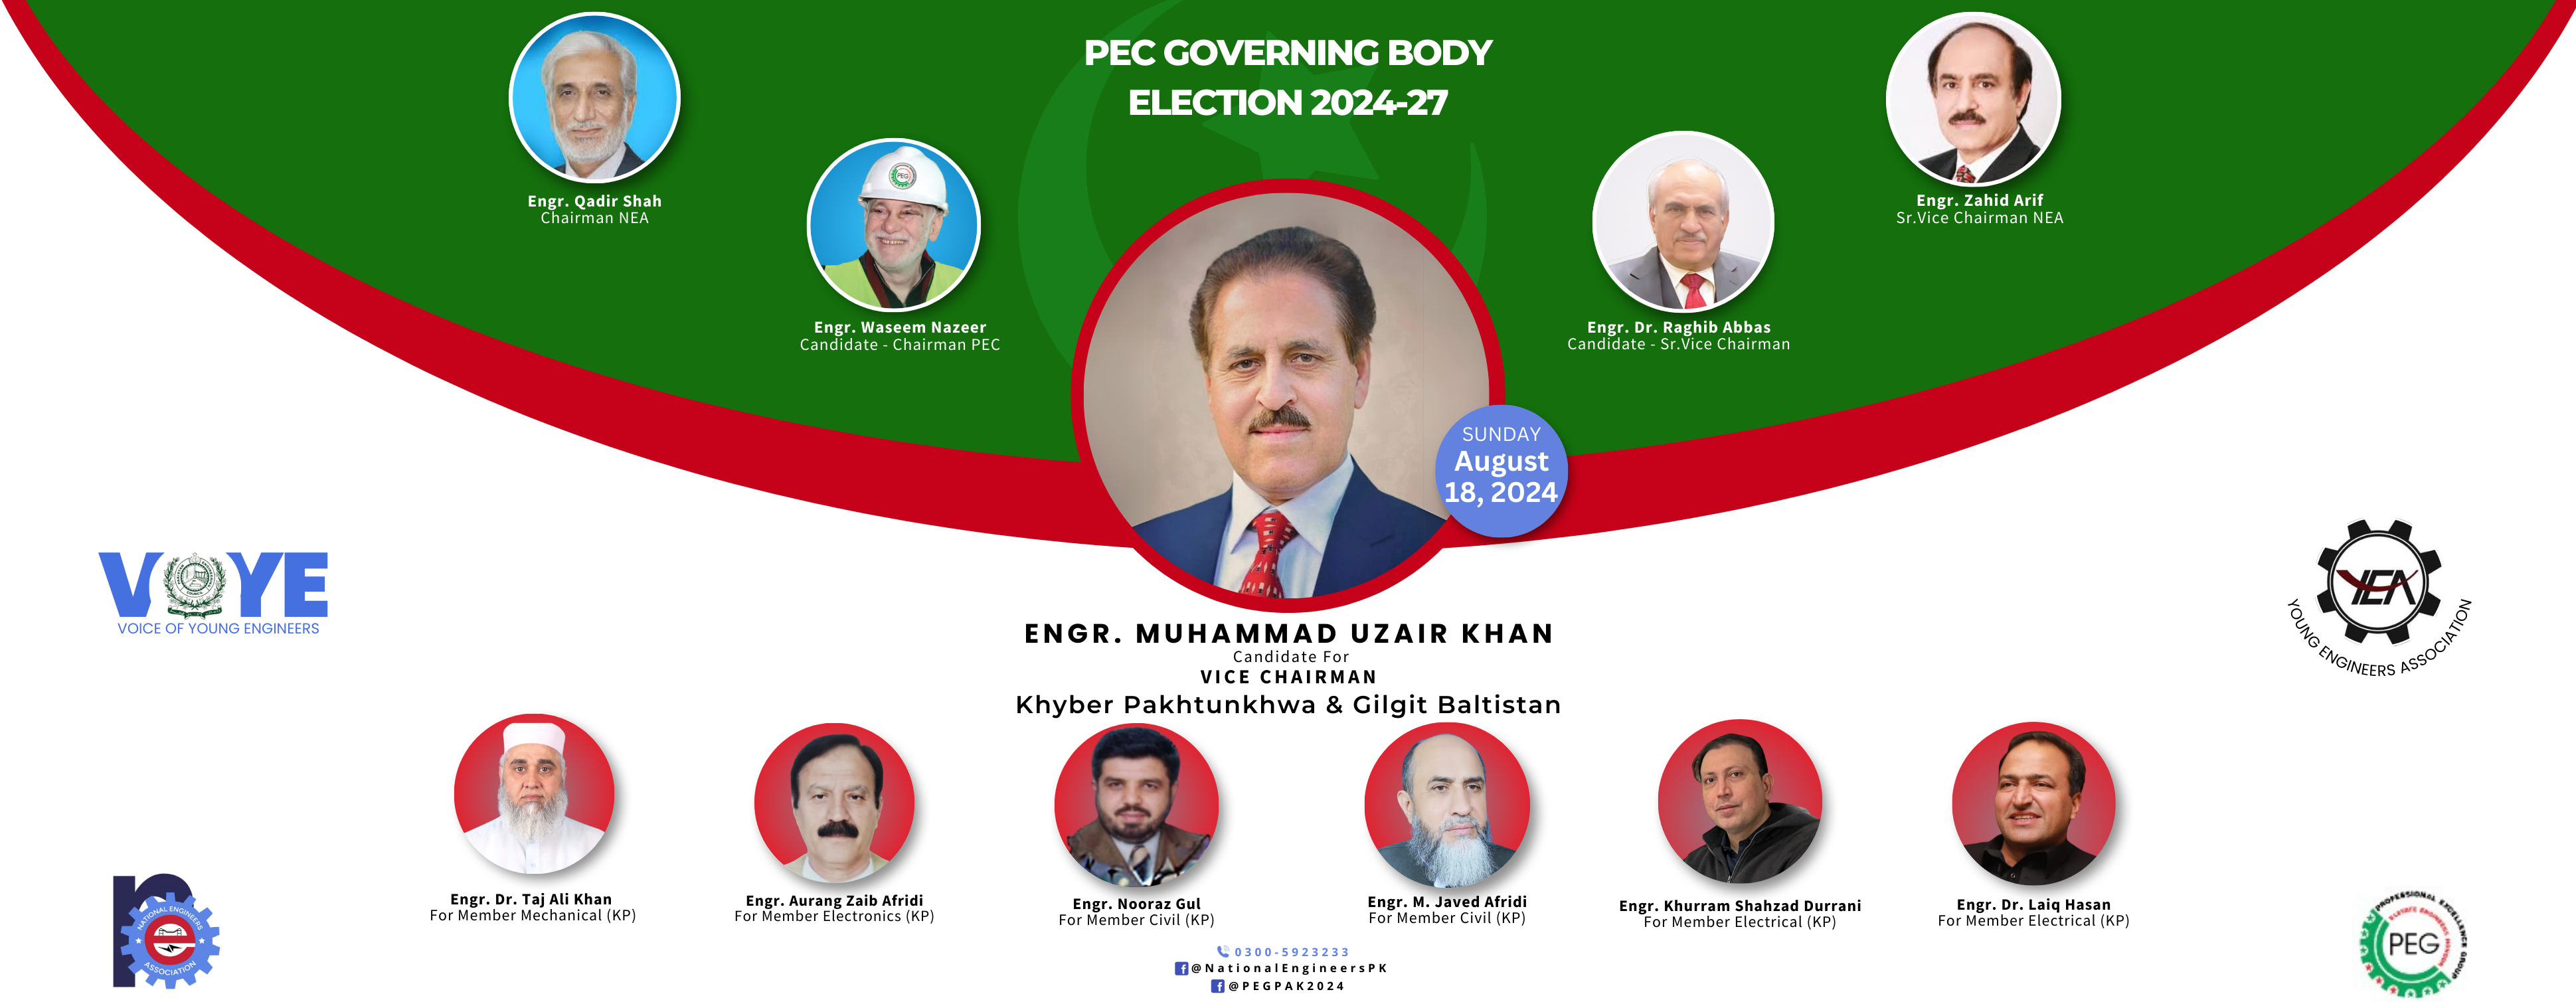 PEC GOVERNING BODY
ELECTION 2024-27
Engr. Qadir Shah
Chairman NEA
PEG
Engr. Waseem Nazeer
Candidate - Chairman PEC
Engr. Dr. Raghib Abbas
Candidate - Sr.Vice Chairman
Engr. Zahid Arif
Sr.Vice Chairman NEA
SUNDAY
August
18, 2024
VOYE
VOICE OF YOUNG ENGINEERS
YEA
YOUNG ENGINEERS ASSOCIATION
ENGR. MUHAMMAD UZAIR KHAN
Candidate For
VICE CHAIRMAN
Khyber Pakhtunkhwa & Gilgit Baltistan
Engr. Dr. Taj Ali Khan
For Member Mechanical (KP)
Engr. Aurang Zaib Afridi
For Member Electronics (KP)
Engr. Nooraz Gul
For Member Civil (KP)
Engr. M. Javed Afridi
For Member Civil (KP)
Engr. Khurram Shahzad Durrani
For Member Electrical (KP)
Engr. Dr. Laiq Hasan
For Member Electrical (KP)
n
NATIONAL ENGINEERS
ASSOCIATION
0300-5923233
@NationalEngineersPK
@PEGPAK2024
PROFESSIONAL EXCELLENCE GROUP
PEG